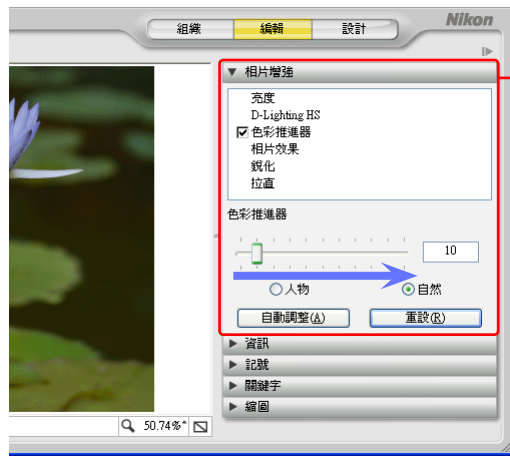 Nikon
組織 編輯 設計
相片增強
亮度
D-Lighting HS
色彩推進器
相片效果
銳化
拉直
色彩推進器
10
人物 自然
自動調整(A) 重設(R)
資訊
記號
關鍵字
縮圖
50.74%*